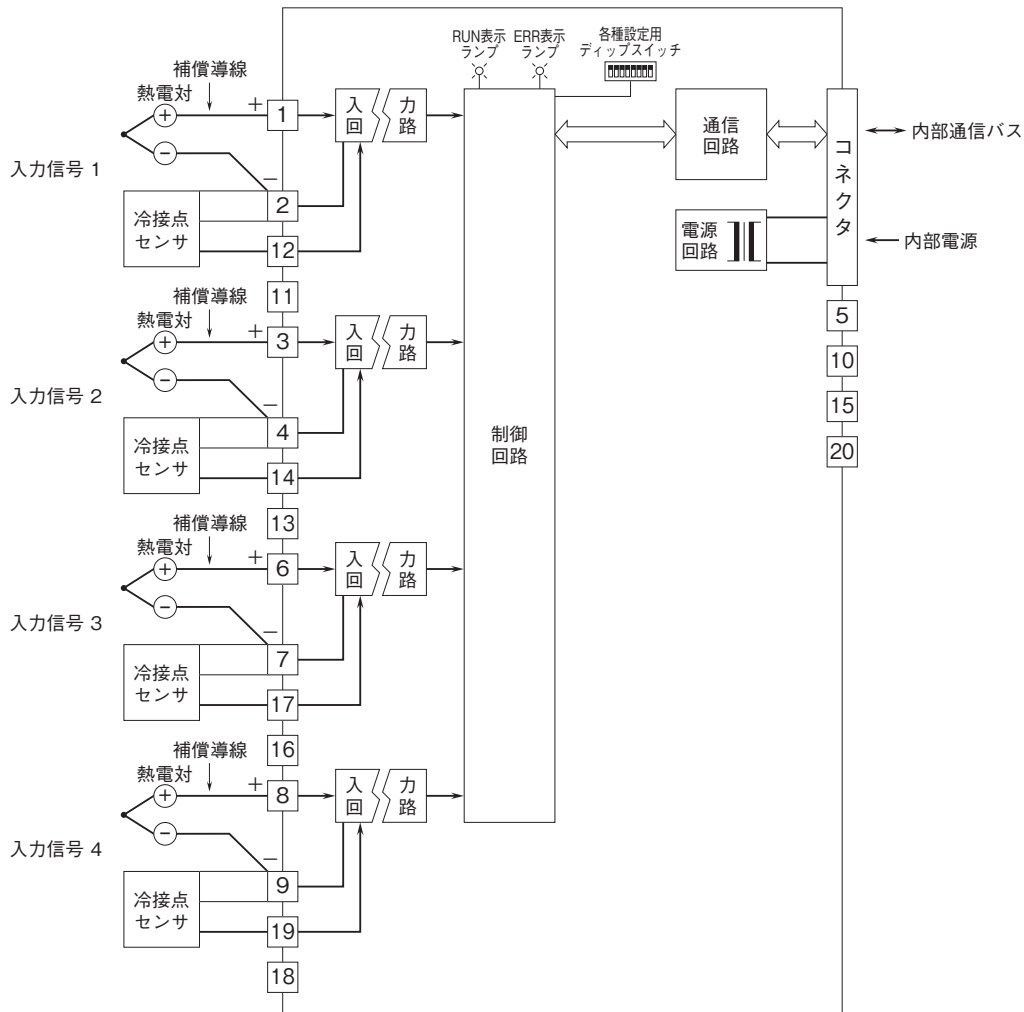 RUN表示
ランプ
ERR表示
ランプ
各種設定用
ディップスイッチ
補償導線
熱電対
+
−
+
−
1
2
12
11
入力信号 1
冷接点
センサ
入
回
力
路
補償導線
熱電対
+
−
+
−
3
4
14
13
入力信号 2
冷接点
センサ
入
回
力
路
補償導線
熱電対
+
−
+
−
6
7
17
16
入力信号 3
冷接点
センサ
入
回
力
路
補償導線
熱電対
+
−
+
−
8
9
19
18
入力信号 4
冷接点
センサ
入
回
力
路
制御
回路
通信
回路
電源
回路
コネクタ
内部通信バス
内部電源
5
10
15
20